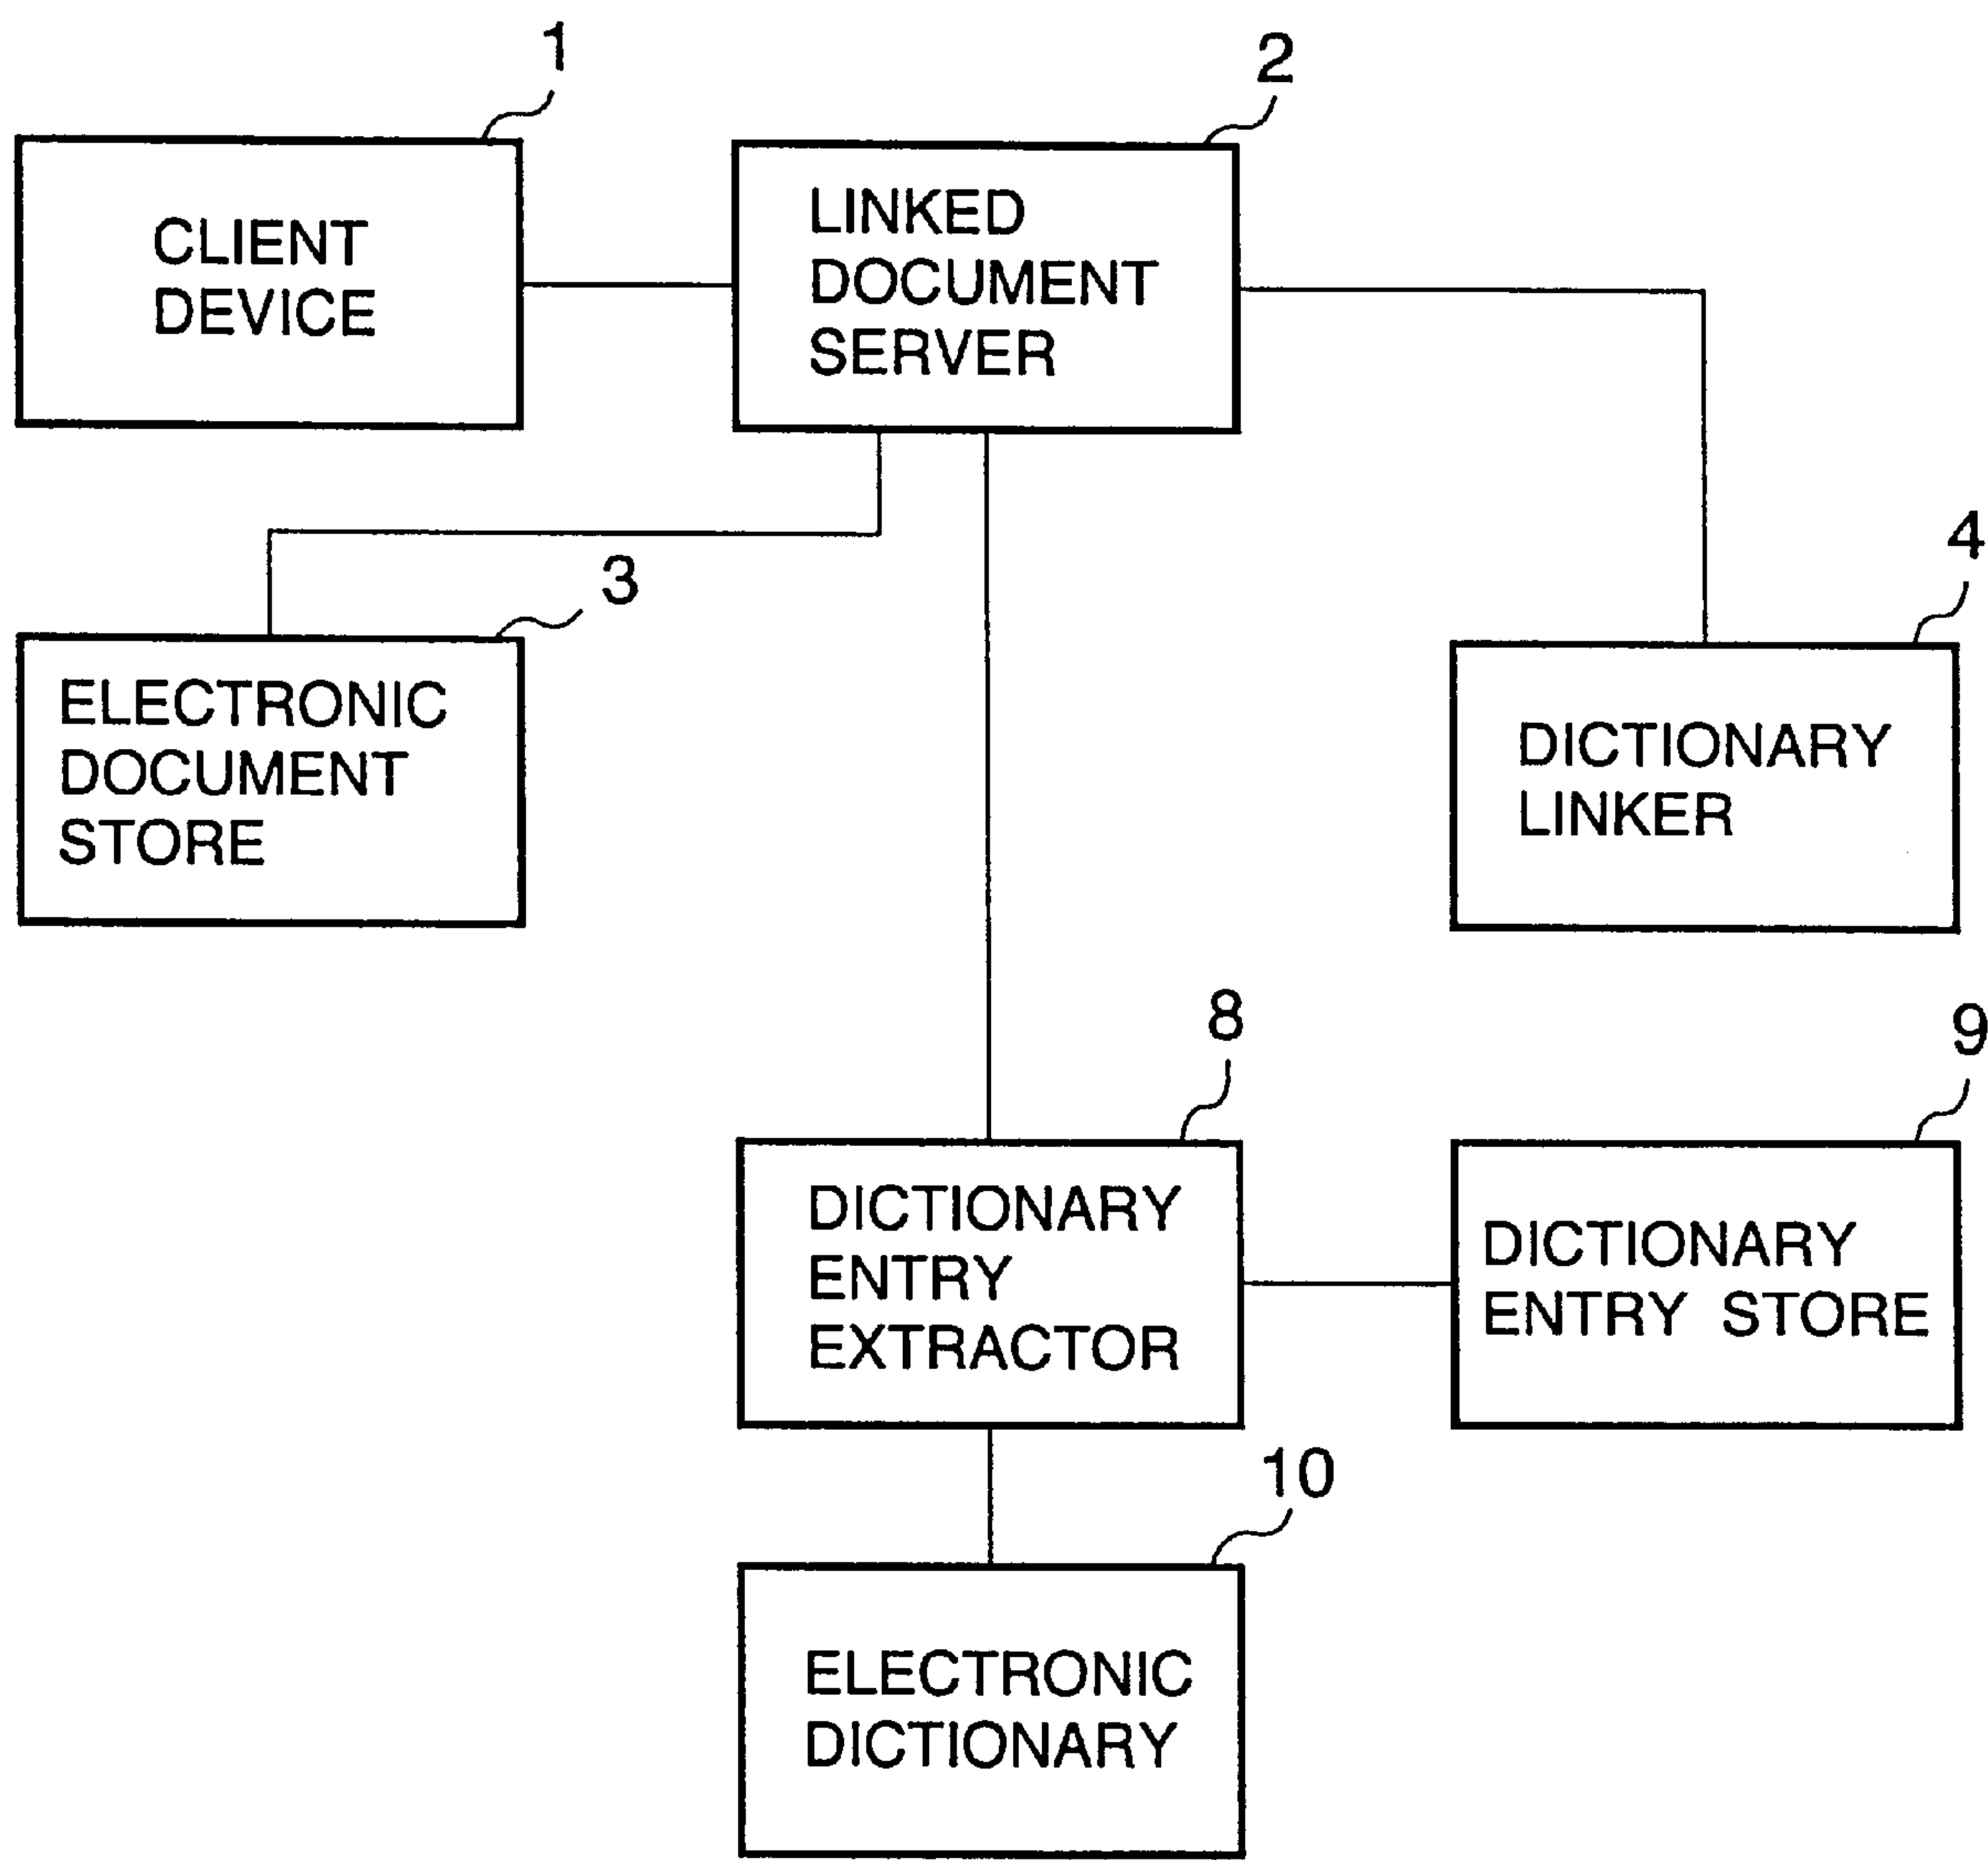 1
CLIENT
DEVICE
2
LINKED
DOCUMENT
SERVER
3
ELECTRONIC
DOCUMENT
STORE
4
DICTIONARY
LINKER
8
DICTIONARY
ENTRY
EXTRACTOR
9
DICTIONARY
ENTRY STORE
10
ELECTRONIC
DICTIONARY